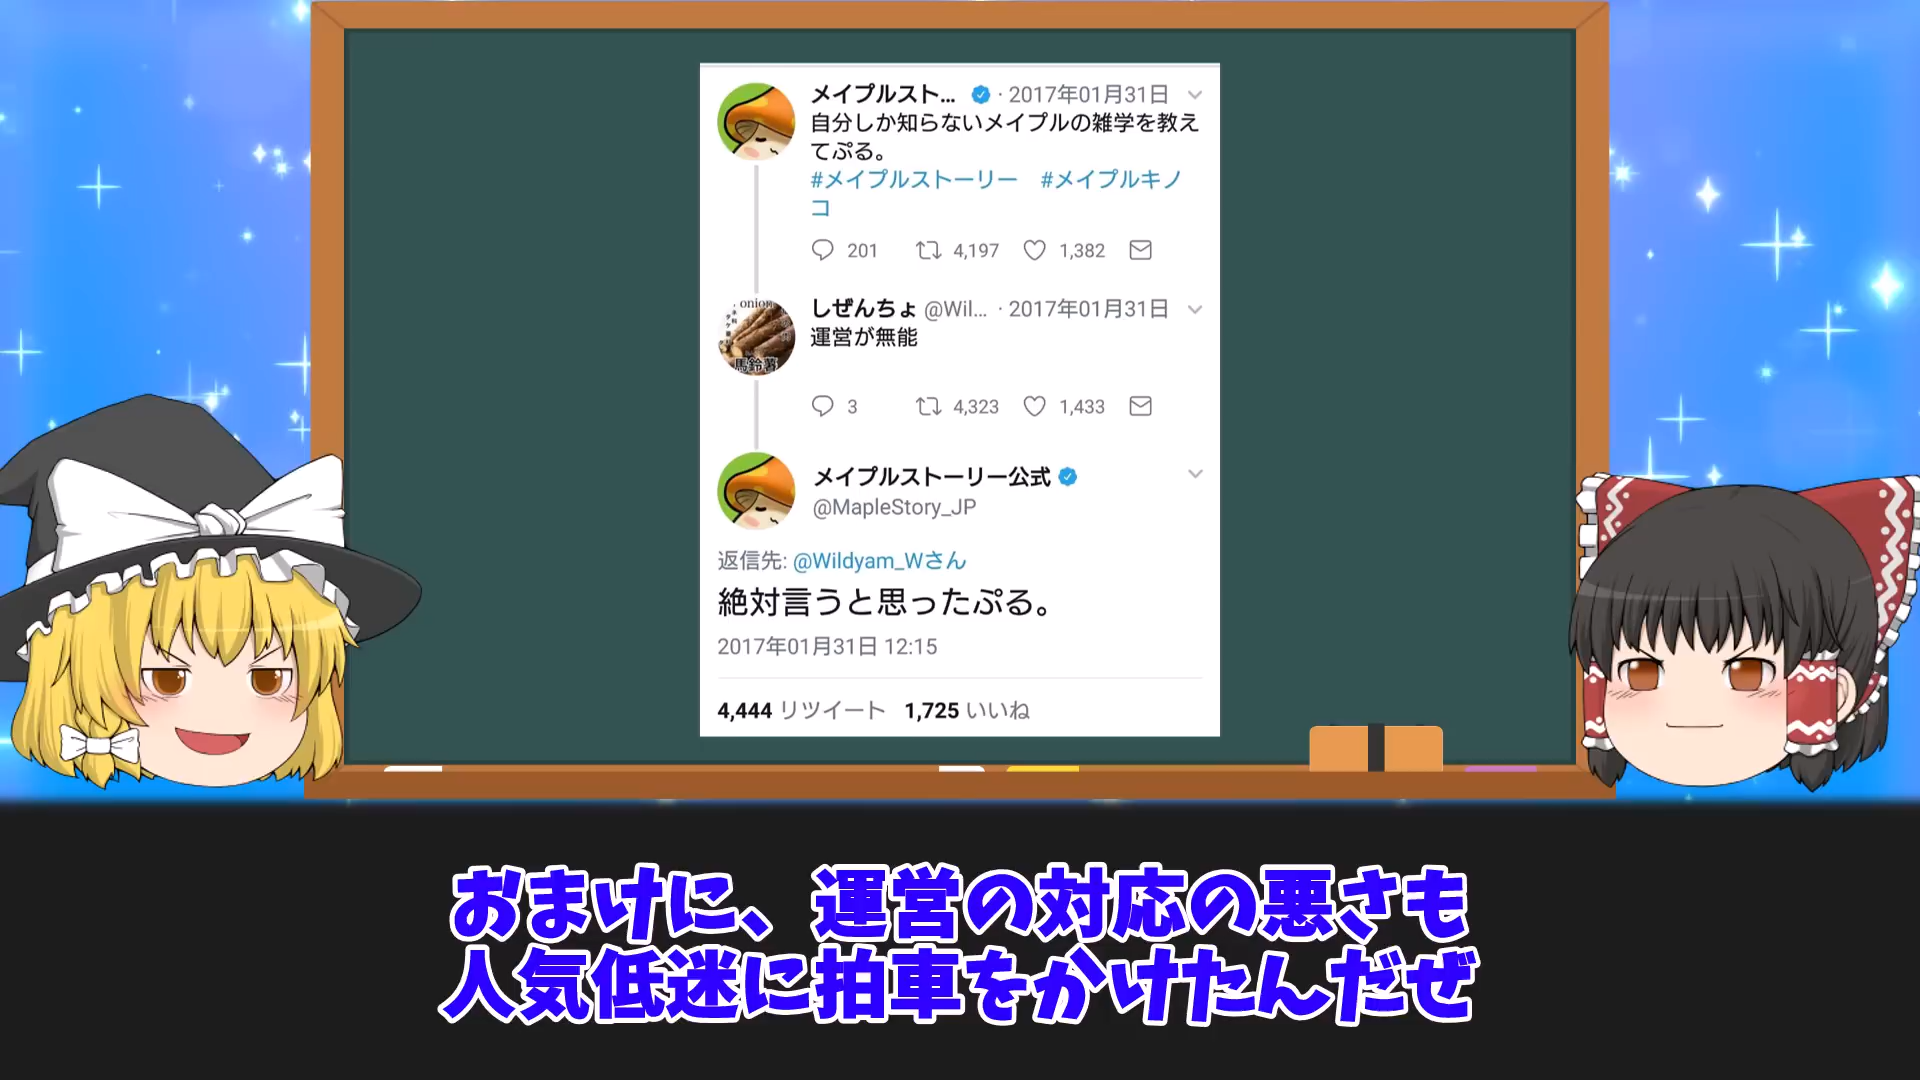 メイプルスト… · 2017年01月31日
自分しか知らないメイプルの雑学を教え
てぷる。
#メイプルストーリー #メイプルキノ
コ
201 4,197 1,382
onion
馬鈴薯
しぜんちょ @Wil… · 2017年01月31日
運営が無能
3 4,323 1,433
メイプルストーリー公式
@MapleStory_JP
返信先: @Wildyam_Wさん
絶対言うと思ったぷる。
2017年01月31日 12:15
4,444 リツイート 1,725 いいね
おまけに、運営の対応の悪さも
人気低迷に拍車をかけたんだぜ